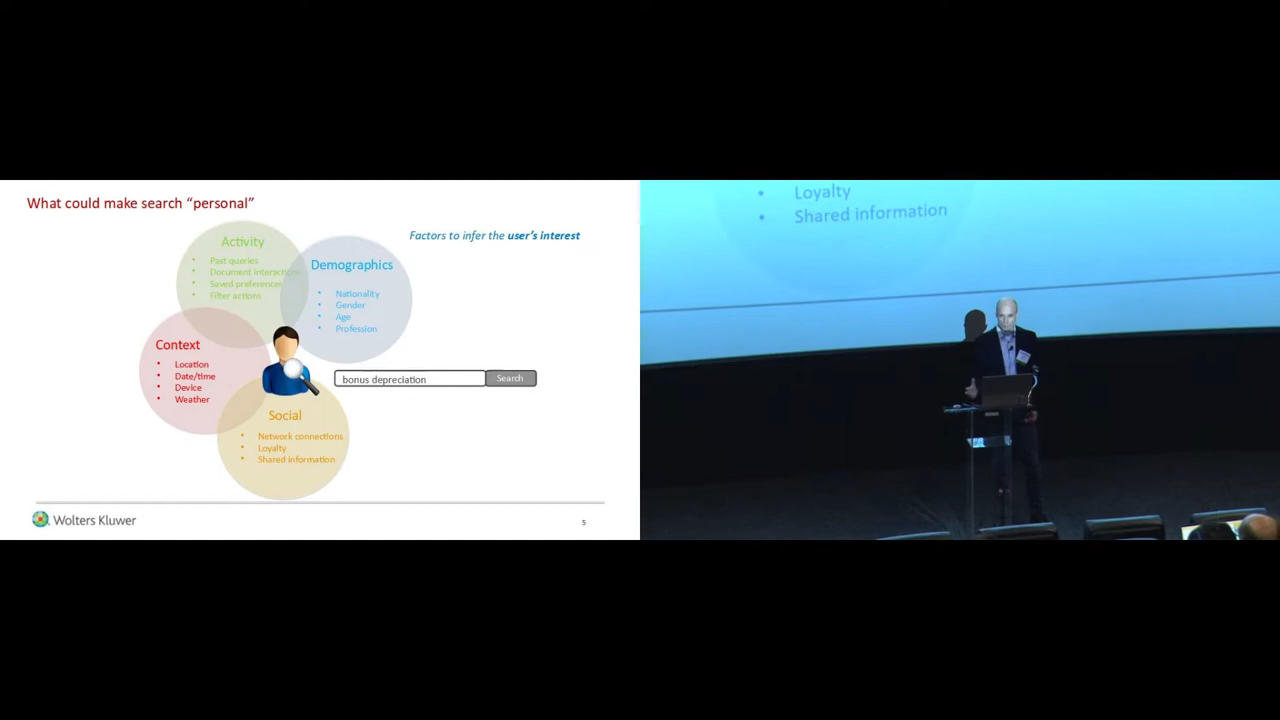 What could make search “personal”
Factors to infer the user's interest
Activity
• Past queries
• Document interactions
• Saved preferences
• Filter actions
Demographics
• Nationality
• Gender
• Age
• Profession
Context
• Location
• Date/time
• Device
• Weather
bonus depreciation
Search
Social
• Network connections
• Loyalty
• Shared information
Wolters Kluwer
5
• Loyalty
• Shared information